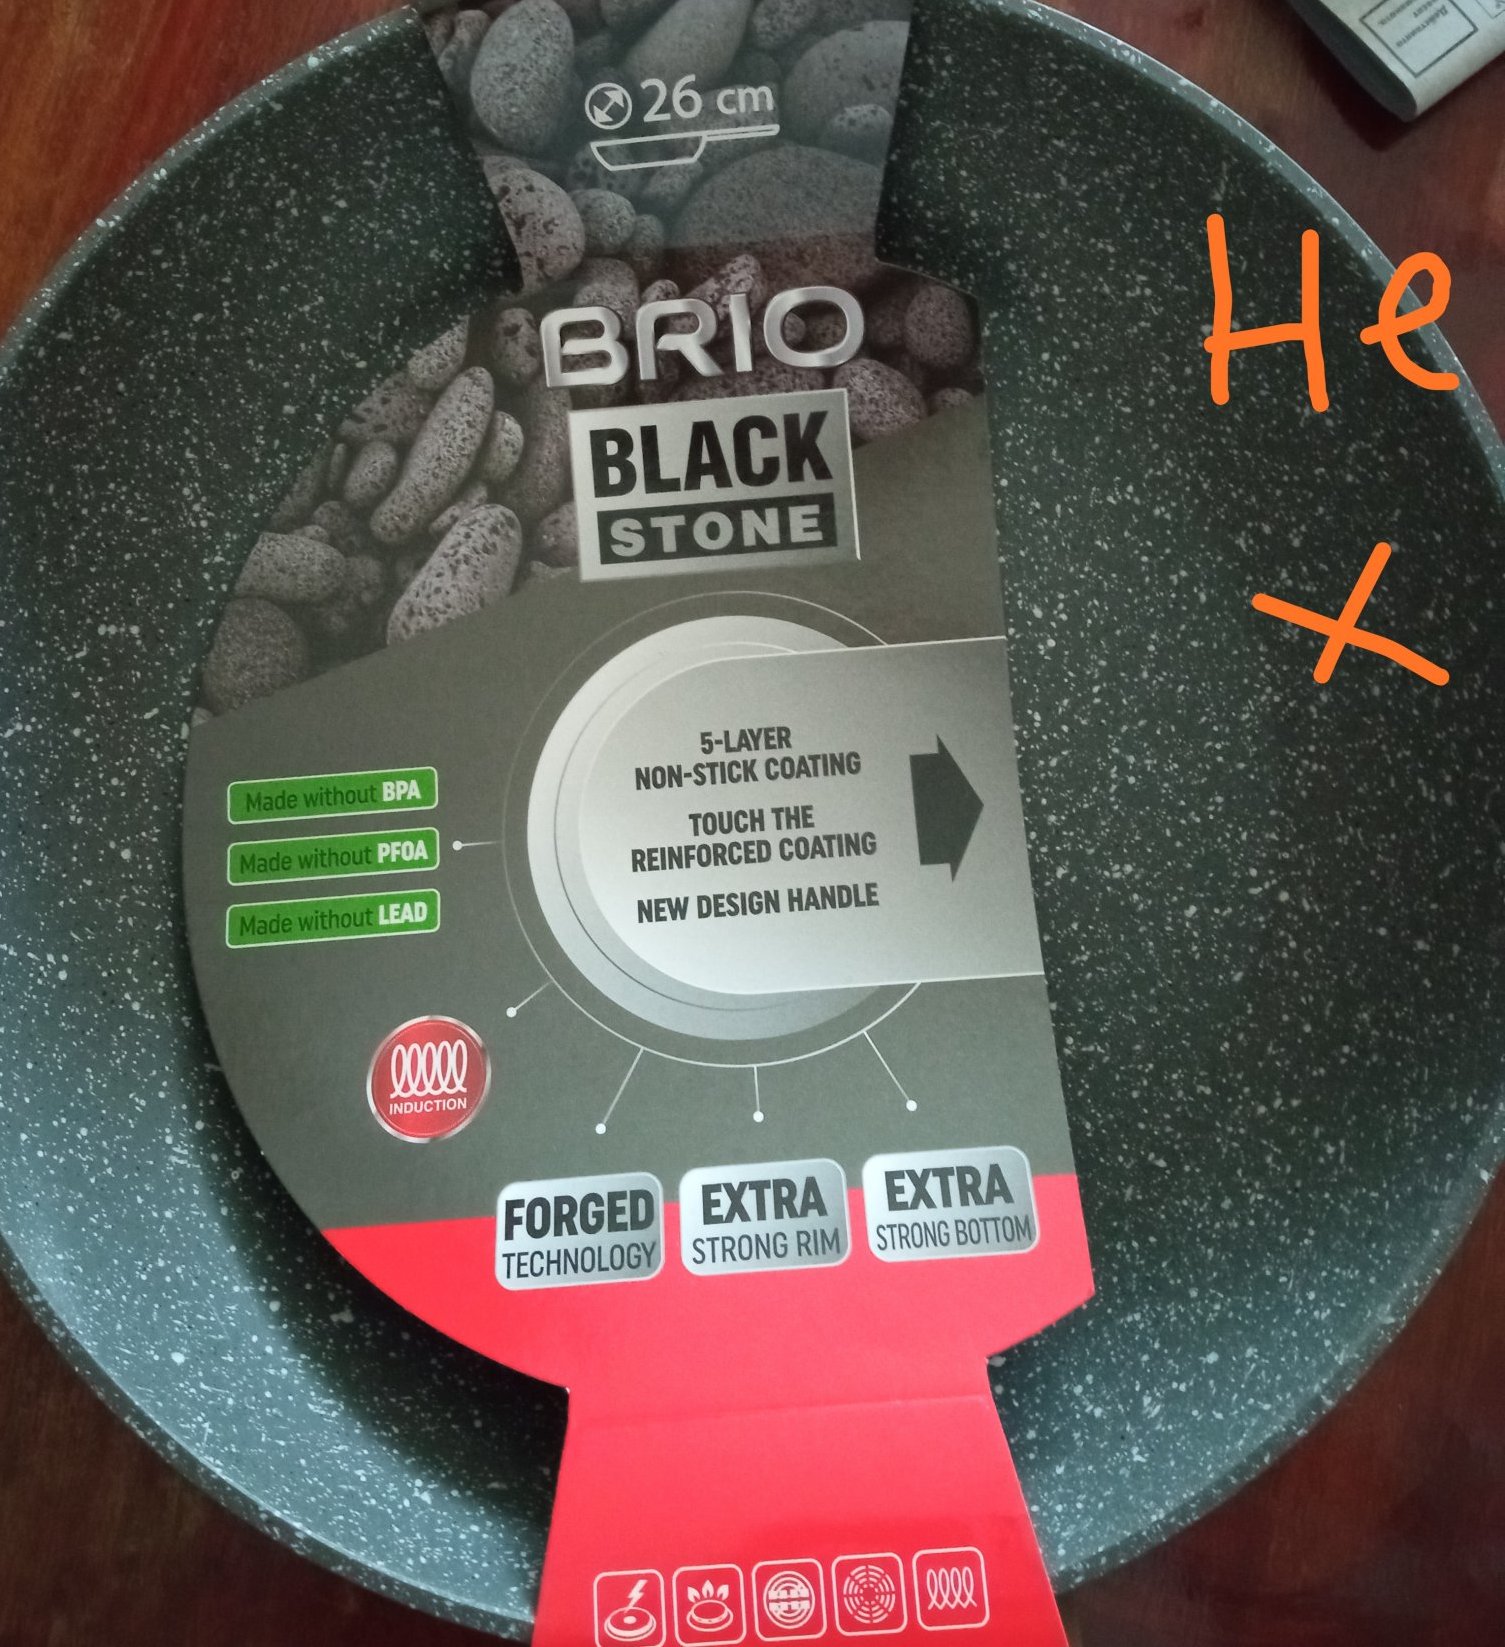 26 cm
BRIO
BLACK
STONE
He
x
5-LAYER
NON-STICK COATING
TOUCH THE
REINFORCED COATING
NEW DESIGN HANDLE
Made without BPA
Made without PFOA
Made without LEAD
INDUCTION
FORGED
TECHNOLOGY
EXTRA
STRONG RIM
EXTRA
STRONG BOTTOM